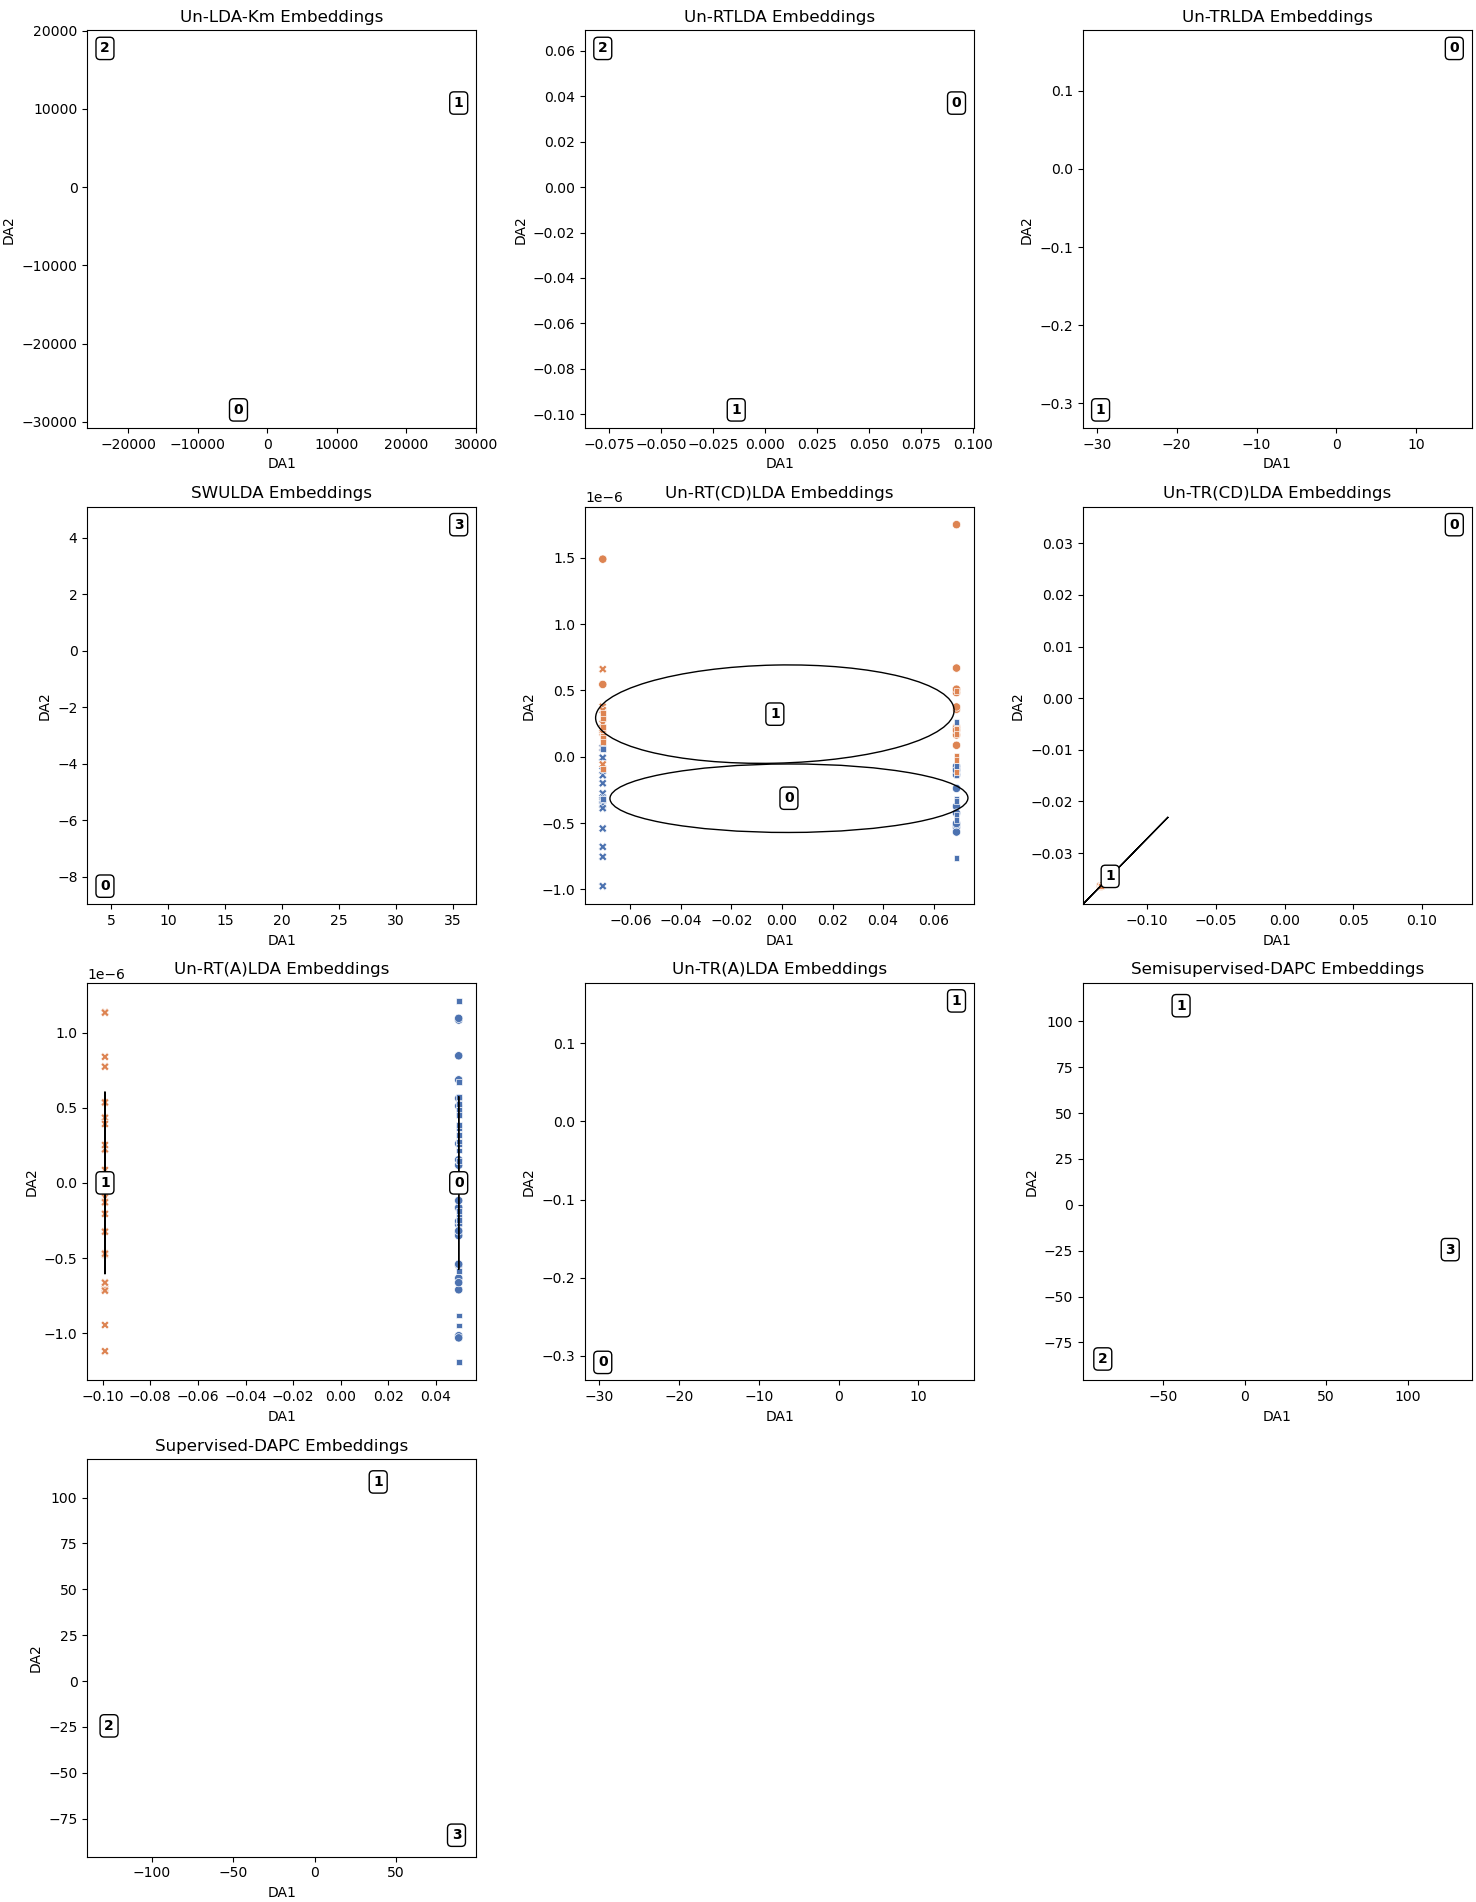 Un-LDA-Km Embeddings
20000
10000
0
−10000
−20000
−30000
DA2
2
1
0
−20000 −10000 0 10000 20000 30000
DA1
Un-RTLDA Embeddings
0.06
0.04
0.02
0.00
−0.02
−0.04
−0.06
−0.08
−0.10
DA2
2
0
1
−0.075 −0.050 −0.025 0.000 0.025 0.050 0.075 0.100
DA1
Un-TRLDA Embeddings
0.1
0.0
−0.1
−0.2
−0.3
DA2
0
1
−30 −20 −10 0 10
DA1
SWULDA Embeddings
4
2
0
−2
−4
−6
−8
DA2
3
0
5 10 15 20 25 30 35
DA1
Un-RT(CD)LDA Embeddings
1e−6
1.5
1.0
0.5
0.0
−0.5
−1.0
DA2
1
0
−0.06 −0.04 −0.02 0.00 0.02 0.04 0.06
DA1
Un-TR(CD)LDA Embeddings
0.03
0.02
0.01
0.00
−0.01
−0.02
−0.03
DA2
0
1
−0.10 −0.05 0.00 0.05 0.10
DA1
Un-RT(A)LDA Embeddings
1e−6
1.0
0.5
0.0
−0.5
−1.0
DA2
1
0
−0.10 −0.08 −0.06 −0.04 −0.02 0.00 0.02 0.04
DA1
Un-TR(A)LDA Embeddings
0.1
0.0
−0.1
−0.2
−0.3
DA2
1
0
−30 −20 −10 0 10
DA1
Semisupervised-DAPC Embeddings
100
75
50
25
0
−25
−50
−75
DA2
1
3
2
−50 0 50 100
DA1
Supervised-DAPC Embeddings
100
75
50
25
0
−25
−50
−75
DA2
1
2
3
−100 −50 0 50
DA1